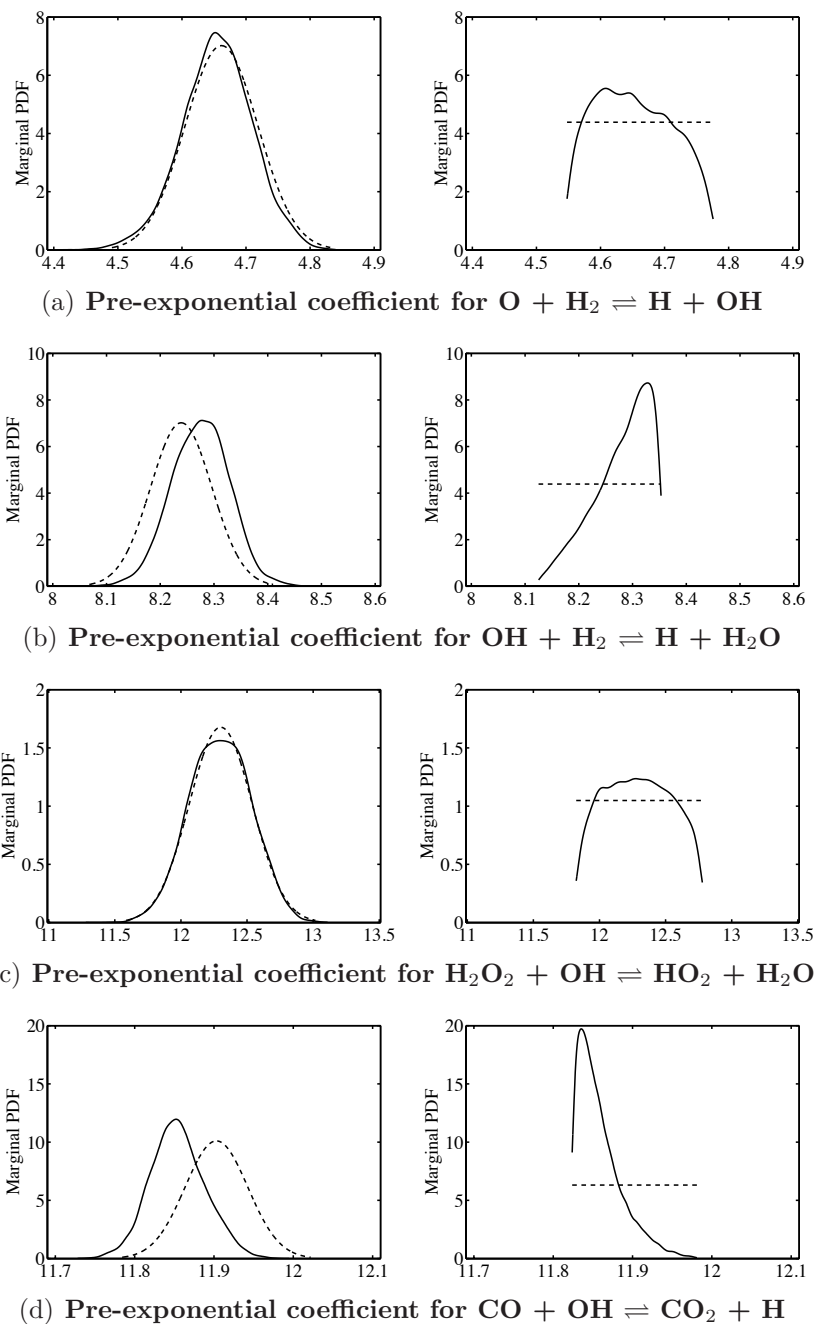 8
6
4
2
0
Marginal PDF
4.4 4.5 4.6 4.7 4.8 4.9
8
6
4
2
0
Marginal PDF
4.4 4.5 4.6 4.7 4.8 4.9
(a) Pre-exponential coefficient for O + H₂ ⇌ H + OH
10
8
6
4
2
0
Marginal PDF
8 8.1 8.2 8.3 8.4 8.5 8.6
10
8
6
4
2
0
Marginal PDF
8 8.1 8.2 8.3 8.4 8.5 8.6
(b) Pre-exponential coefficient for OH + H₂ ⇌ H + H₂O
2
1.5
1
0.5
0
Marginal PDF
11 11.5 12 12.5 13 13.5
2
1.5
1
0.5
0
Marginal PDF
11 11.5 12 12.5 13 13.5
c) Pre-exponential coefficient for H₂O₂ + OH ⇌ HO₂ + H₂O
20
15
10
5
0
Marginal PDF
11.7 11.8 11.9 12 12.1
20
15
10
5
0
Marginal PDF
11.7 11.8 11.9 12 12.1
(d) Pre-exponential coefficient for CO + OH ⇌ CO₂ + H